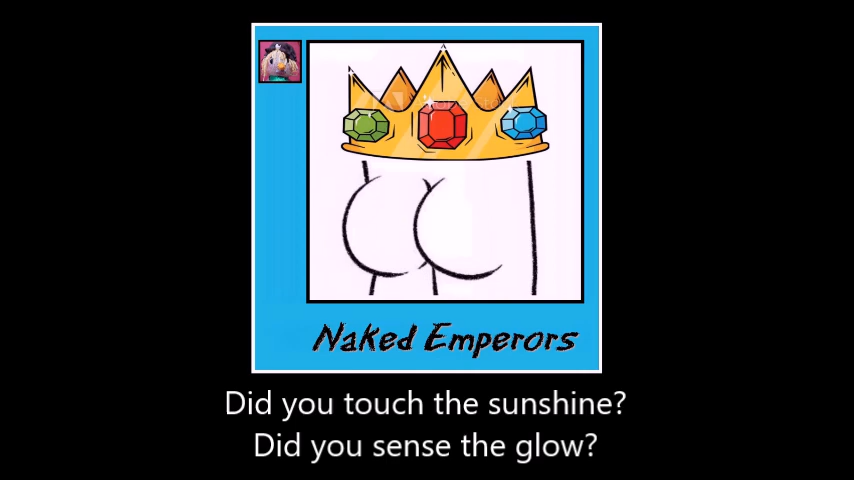 Naked Emperors
Did you touch the sunshine?
Did you sense the glow?